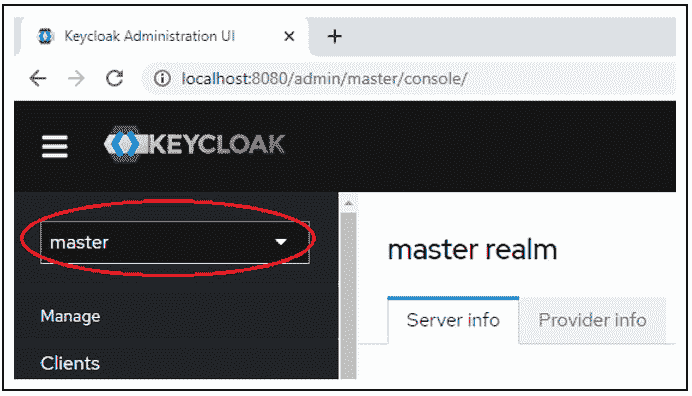 Keycloak Administration UI
localhost:8080/admin/master/console/
KEYCLOAK
master
Manage
Clients
master realm
Server info Provider info